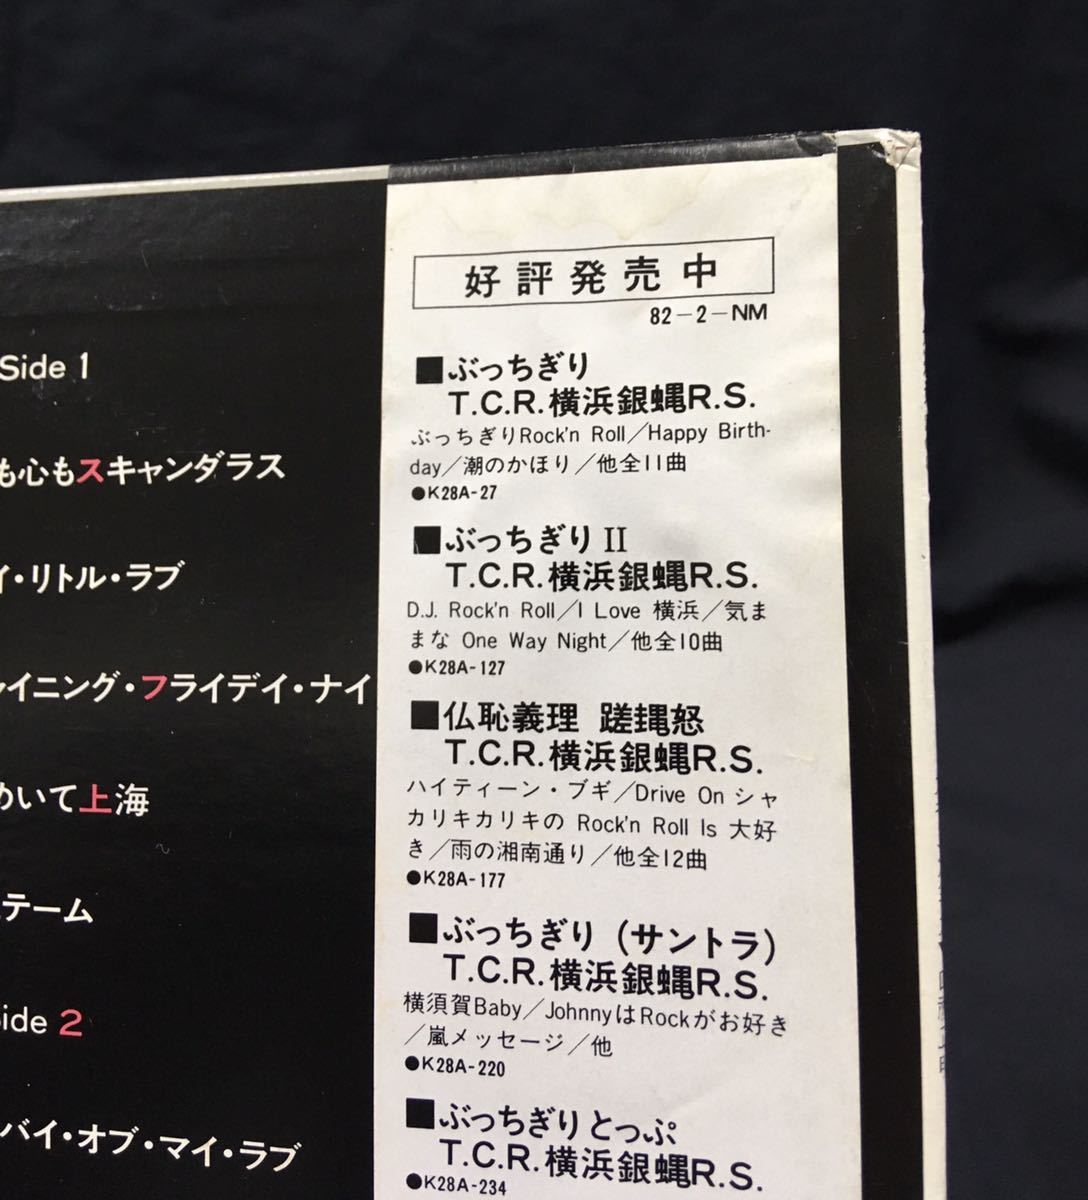 Side 1
も心もスキャンダラス
イ・リトル・ラブ
ャイニング・フライデイ・ナイ
めいて上海
テーム
Side 2
バイ・オブ・マイ・ラブ
好評発売中
82-2-NM
■ぶっちぎり
T.C.R.横浜銀蝿R.S.
ぶっちぎりRock'n Roll／Happy Birth-
day／潮のかほり／他全11曲
●K28A-27
■ぶっちぎり II
T.C.R.横浜銀蝿R.S.
D.J. Rock'n Roll／I Love 横浜／気ま
まな One Way Night／他全10曲
●K28A-127
■仏恥義理 蹉䡄怒
T.C.R.横浜銀蝿R.S.
ハイティーン・ブギ／Drive On シャ
カリキカリキの Rock'n Roll Is 大好
き／雨の湘南通り／他全12曲
●K28A-177
■ぶっちぎり (サントラ)
T.C.R.横浜銀蝿R.S.
横須賀Baby／JohnnyはRockがお好き
／嵐メッセージ／他
●K28A-220
■ぶっちぎりとっぷ
T.C.R.横浜銀蝿R.S.
●K28A-234